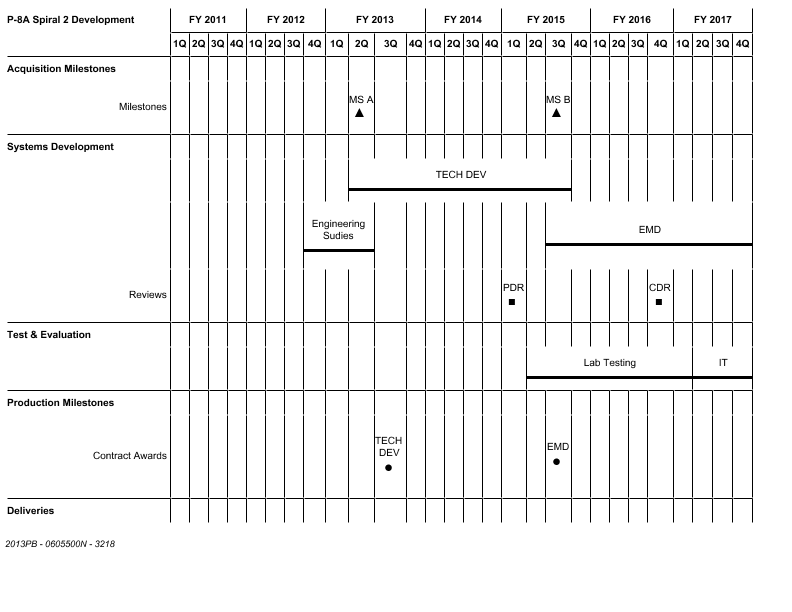 P-8A Spiral 2 Development FY 2011 FY 2012 FY 2013 FY 2014 FY 2015 FY 2016 FY 2017
1Q 2Q 3Q 4Q 1Q 2Q 3Q 4Q 1Q 2Q 3Q 4Q 1Q 2Q 3Q 4Q 1Q 2Q 3Q 4Q 1Q 2Q 3Q 4Q 1Q 2Q 3Q 4Q
Acquisition Milestones
MS A MS B
Milestones
Systems Development
TECH DEV
Engineering
Sudies
EMD
PDR CDR
Reviews
Test & Evaluation
Lab Testing IT
Production Milestones
TECH
DEV
EMD
Contract Awards
Deliveries
2013PB - 0605500N - 3218